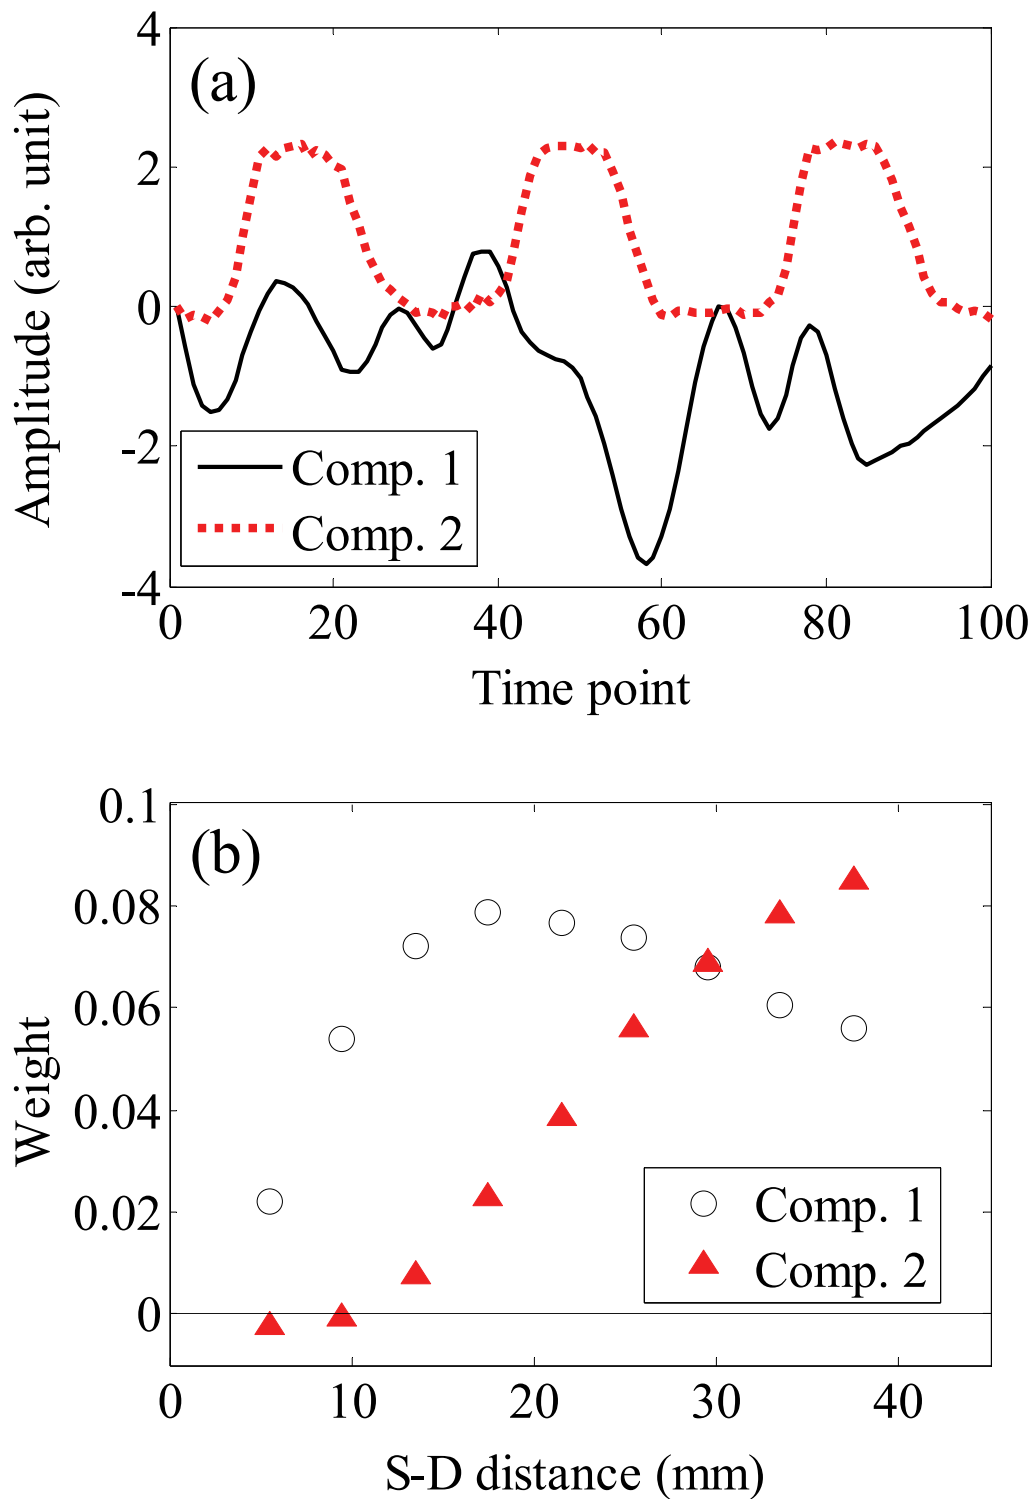 (a)
Amplitude (arb. unit)
4
2
0
-2
-4
Comp. 1
Comp. 2
0 20 40 60 80 100
Time point
(b)
Weight
0.1
0.08
0.06
0.04
0.02
0
Comp. 1
Comp. 2
0 10 20 30 40
S-D distance (mm)